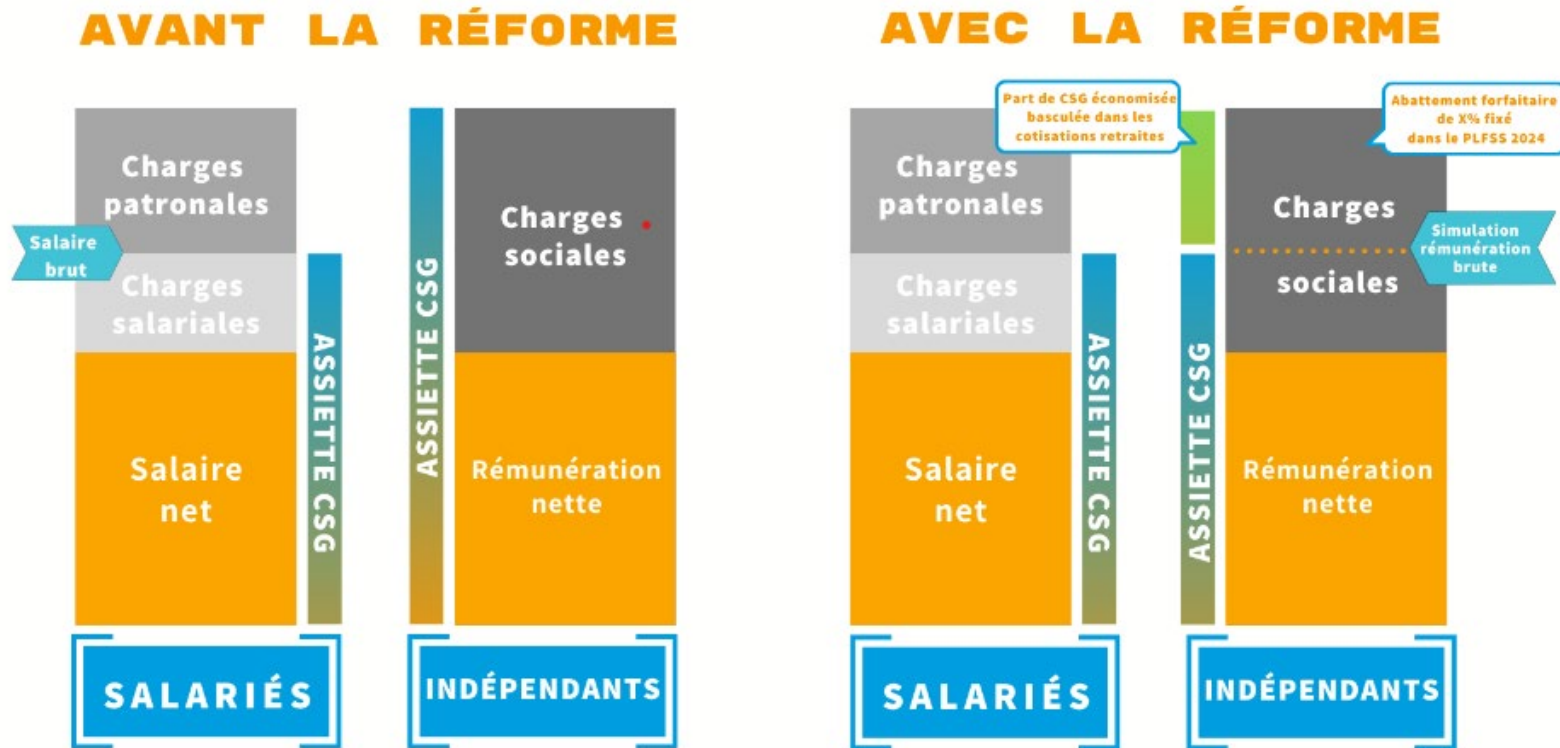 AVANT LA RÉFORME
Charges
patronales
Salaire
brut
Charges
salariales
Salaire
net
ASSIETTE CSG
SALARIÉS
ASSIETTE CSG
Charges
sociales
Rémunération
nette
INDÉPENDANTS
AVEC LA RÉFORME
Charges
patronales
Charges
salariales
Salaire
net
ASSIETTE CSG
SALARIÉS
Part de CSG économisée
basculée dans les
cotisations retraites
ASSIETTE CSG
Abattement forfaitaire
de X% fixé
dans le PLFSS 2024
Charges
sociales
Simulation
rémunération
brute
Rémunération
nette
INDÉPENDANTS